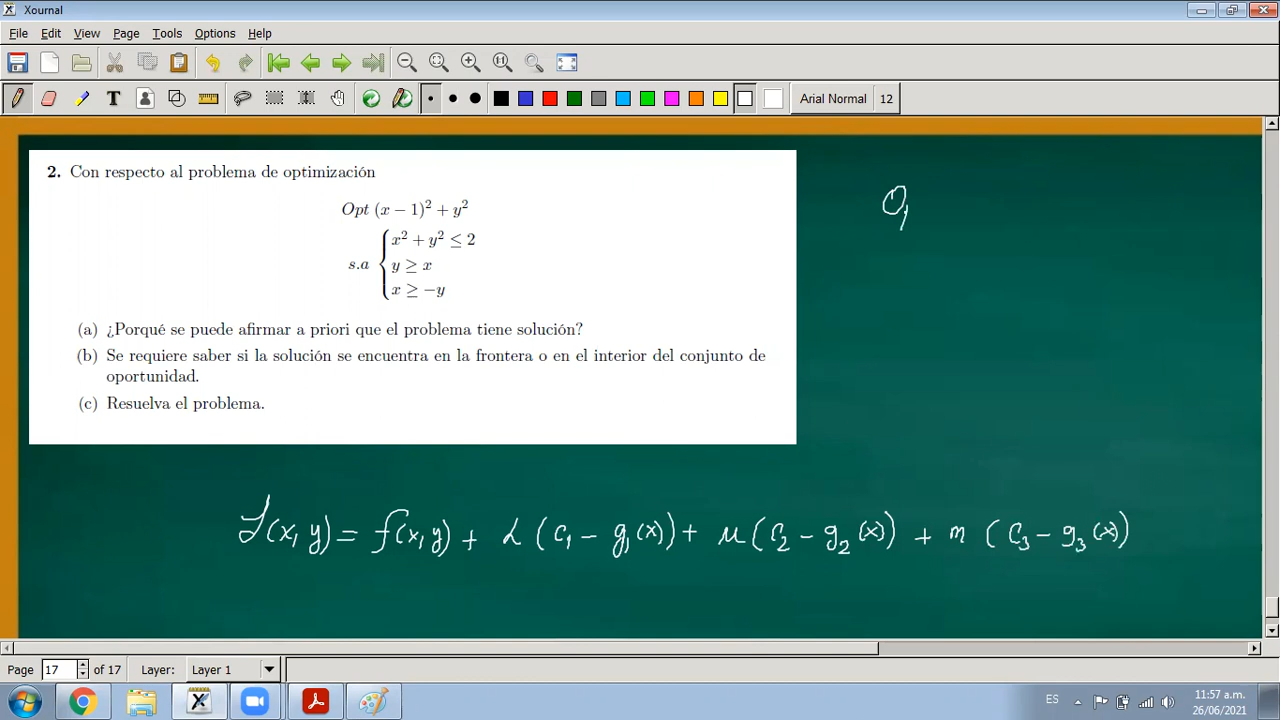 Xournal
File Edit View Page Tools Options Help
Arial Normal 12
2. Con respecto al problema de optimización
Opt (x − 1)² + y²
s.a { x² + y² ≤ 2
y ≥ x
x ≥ −y
(a) ¿Porqué se puede afirmar a priori que el problema tiene solución?
(b) Se requiere saber si la solución se encuentra en la frontera o en el interior del conjunto de
oportunidad.
(c) Resuelva el problema.
L(x, y) = f(x, y) + λ (c₁ − g₁(x)) + μ (c₂ − g₂(x)) + m (c₃ − g₃(x))
Page 17 of 17 Layer: Layer 1
ES 11:57 a.m.
26/06/2021